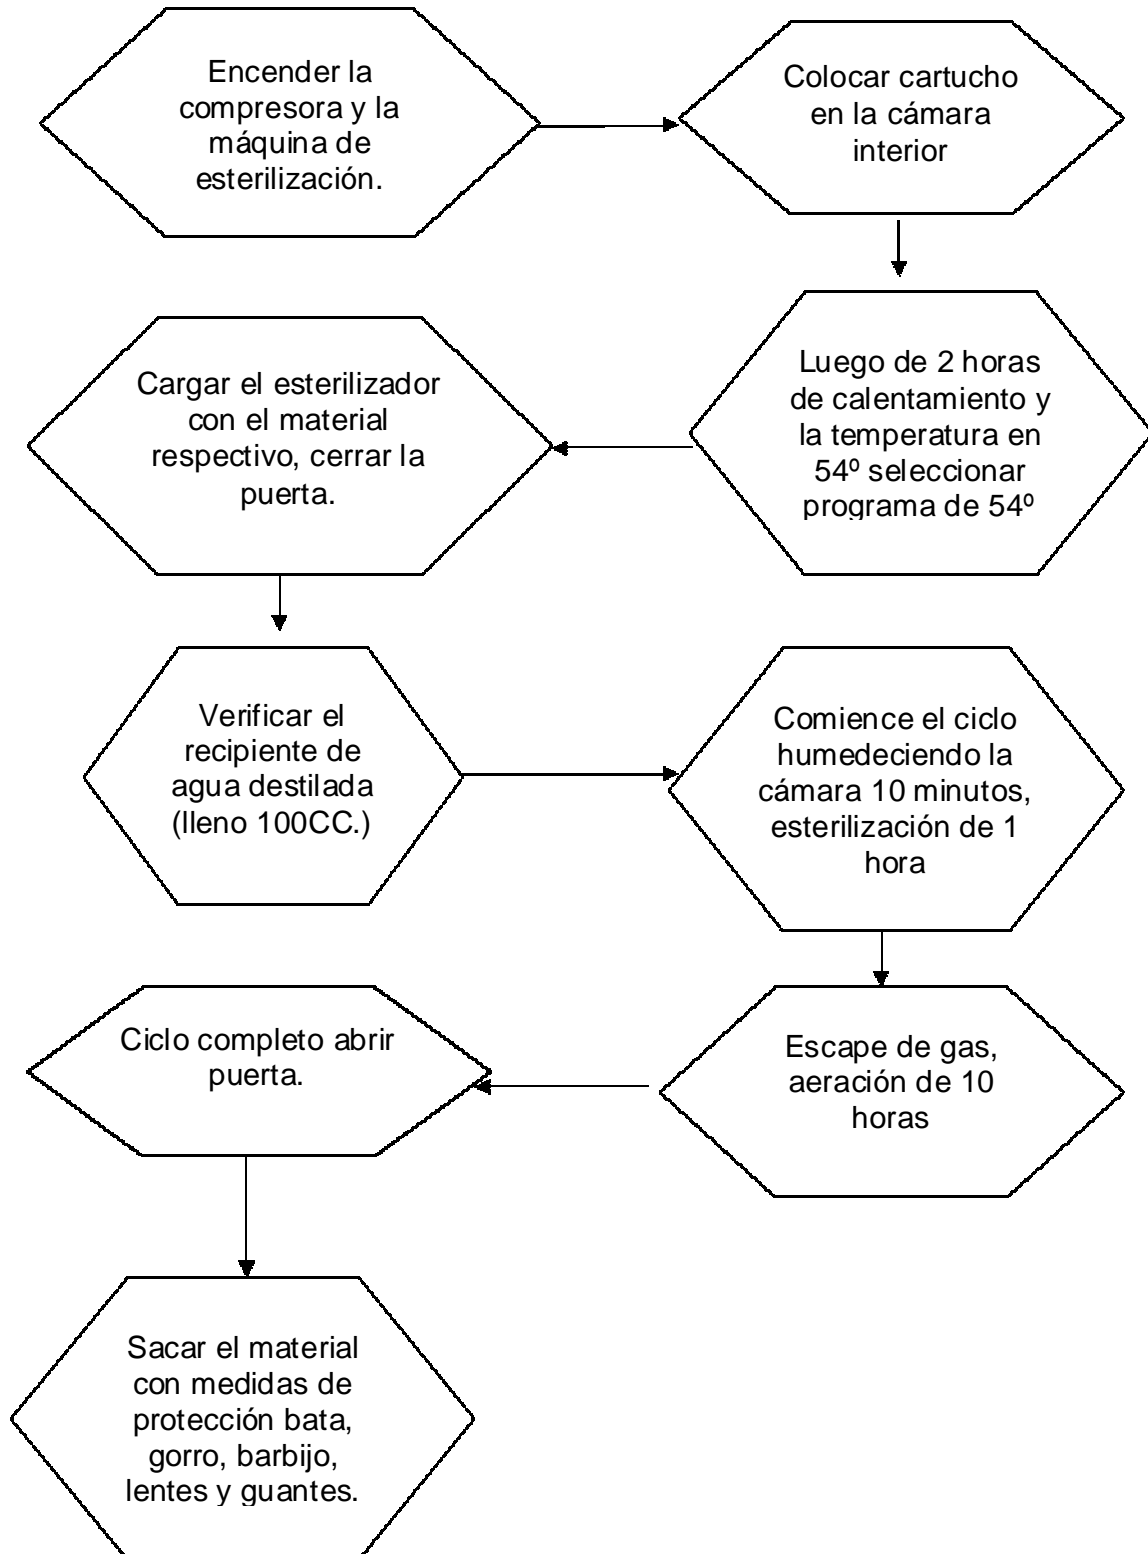 Encender la
compresora y la
máquina de
esterilización.
Colocar cartucho
en la cámara
interior
Luego de 2 horas
de calentamiento y
la temperatura en
54º seleccionar
programa de 54º
Cargar el esterilizador
con el material
respectivo, cerrar la
puerta.
Verificar el
recipiente de
agua destilada
(lleno 100CC.)
Comience el ciclo
humedeciendo la
cámara 10 minutos,
esterilización de 1
hora
Escape de gas,
aeración de 10
horas
Ciclo completo abrir
puerta.
Sacar el material
con medidas de
protección bata,
gorro, barbijo,
lentes y guantes.